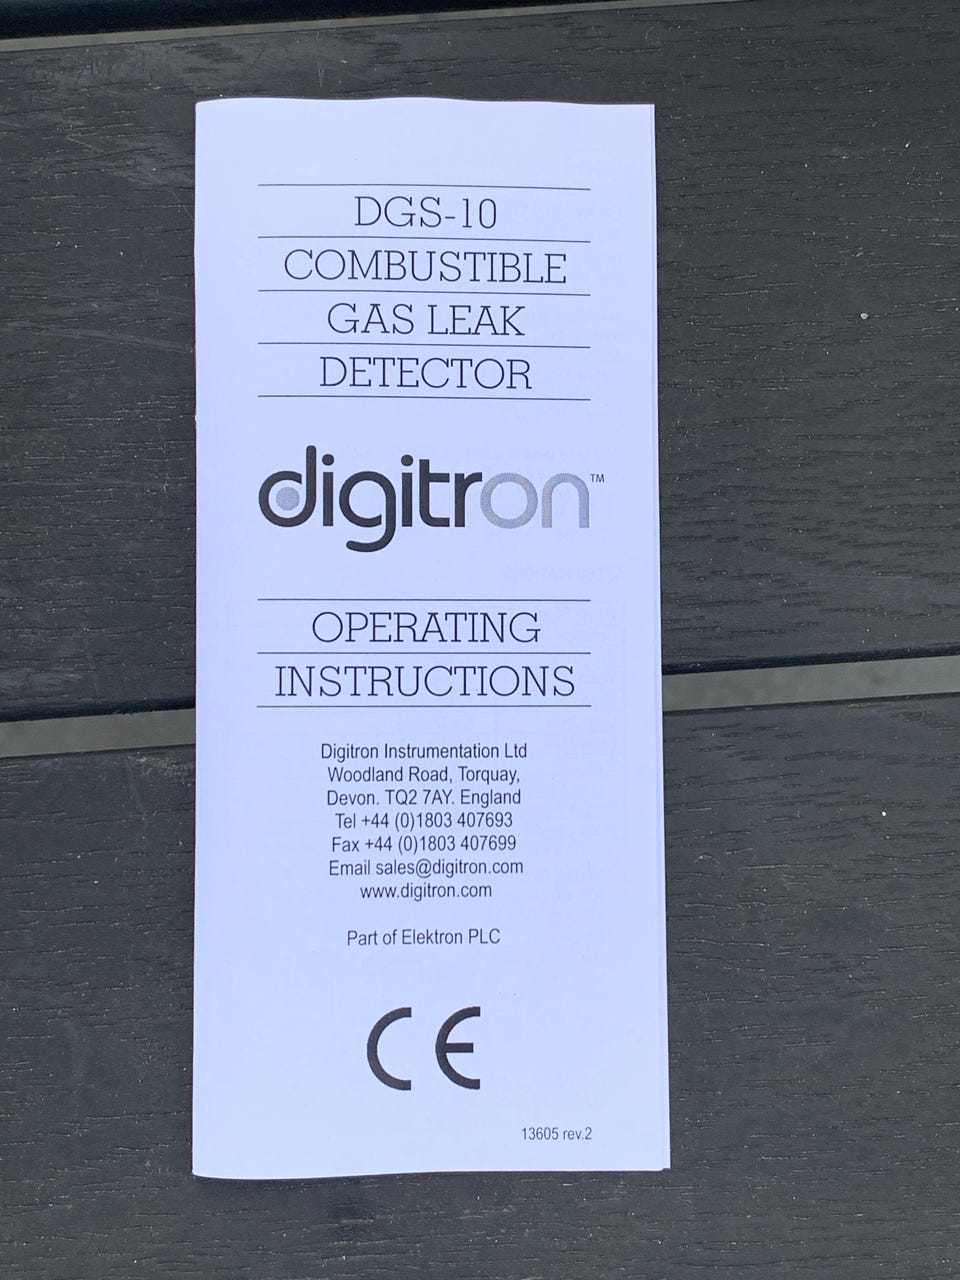 DGS-10
COMBUSTIBLE
GAS LEAK
DETECTOR
digitron™
OPERATING
INSTRUCTIONS
Digitron Instrumentation Ltd
Woodland Road, Torquay,
Devon. TQ2 7AY. England
Tel +44 (0)1803 407693
Fax +44 (0)1803 407699
Email sales@digitron.com
www.digitron.com
Part of Elektron PLC
CE
13605 rev.2